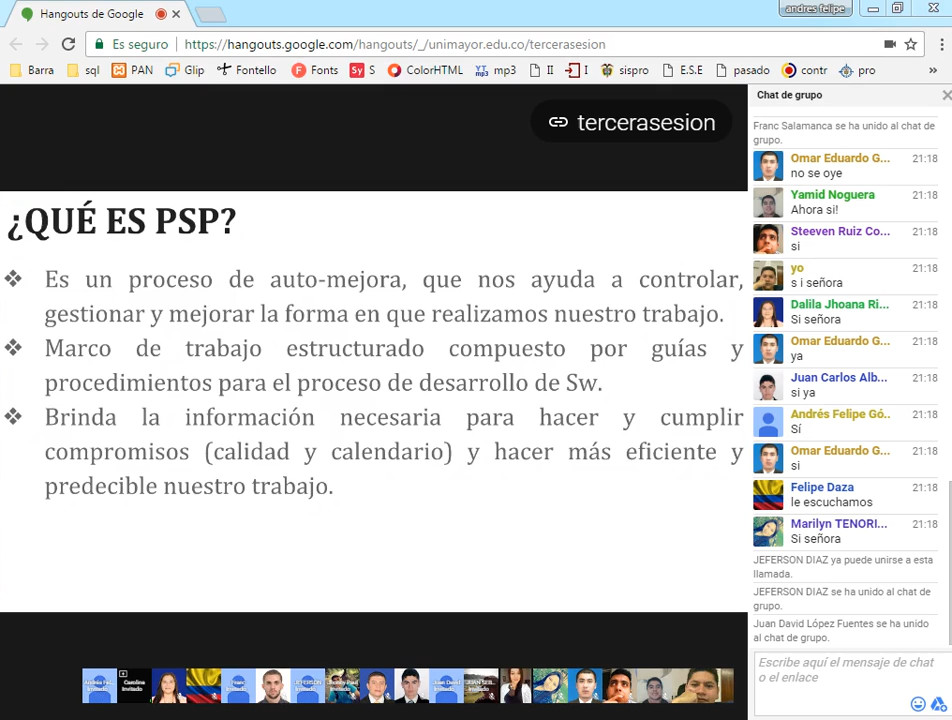 Hangouts de Google
andres felipe
Es seguro
https://hangouts.google.com/hangouts/_/unimayor.edu.co/tercerasesion
Barra sql PAN Glip Fontello Fonts S ColorHTML mp3 II I sispro E.S.E pasado contr pro »
tercerasesion
¿QUÉ ES PSP?
Es un proceso de auto-mejora, que nos ayuda a controlar,
gestionar y mejorar la forma en que realizamos nuestro trabajo.
Marco de trabajo estructurado compuesto por guías y
procedimientos para el proceso de desarrollo de Sw.
Brinda la información necesaria para hacer y cumplir
compromisos (calidad y calendario) y hacer más eficiente y
predecible nuestro trabajo.
Chat de grupo
Franc Salamanca se ha unido al chat de
grupo.
Omar Eduardo G... 21:18
no se oye
Yamid Noguera 21:18
Ahora si!
Steeven Ruiz Co... 21:18
si
yo 21:18
s i señora
Dalila Jhoana Ri... 21:18
Si señora
Omar Eduardo G... 21:18
ya
Juan Carlos Alb... 21:18
si ya
Andrés Felipe Gó... 21:18
Sí
Omar Eduardo G... 21:18
si
Felipe Daza 21:18
le escuchamos
Marilyn TENORI... 21:18
Si señora
JEFERSON DIAZ ya puede unirse a esta
llamada.
JEFERSON DIAZ se ha unido al chat de
grupo.
Juan David López Fuentes se ha unido
al chat de grupo.
Escribe aquí el mensaje de chat
o el enlace
Carolina
Invitado